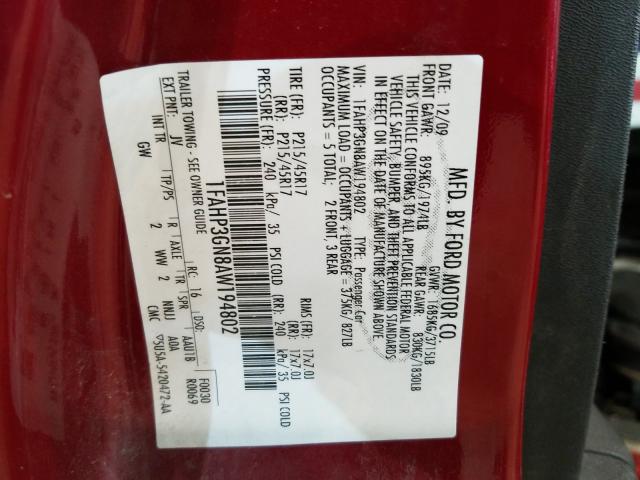 MFD. BY FORD MOTOR CO.
DATE: 12/09 GVWR: 1685KG/3715LB
FRONT GAWR: 895KG/1974LB REAR GAWR: 830KG/1830LB
THIS VEHICLE CONFORMS TO ALL APPLICABLE FEDERAL MOTOR
VEHICLE SAFETY, BUMPER, AND THEFT PREVENTION STANDARDS
IN EFFECT ON THE DATE OF MANUFACTURE SHOWN ABOVE
VIN: 1FAHP3GN8AW194802 TYPE: Passenger Car
MAXIMUM LOAD = OCCUPANTS + LUGGAGE = 375KG/ 827LB
OCCUPANTS = 5 TOTAL: 2 FRONT, 3 REAR
TIRE (FR): P215/45R17 RIMS (FR): 17x7.0J
(RR): P215/45R17 (RR): 17x7.0J
PRESSURE (FR): 240 kPa/ 35 PSI COLD (RR) 240 kPa/ 35 PSI COLD
1FAHP3GN8AW194802
TRAILER TOWING - SEE OWNER GUIDE
EXT PNT: JV RC: 16 DSO: F0030
R0069
INT TR TP/PS R AXLE TR SPR AAU1B
GW 2 WW 2 NNJJ AOA
CMC 5U5A-5420472-AA